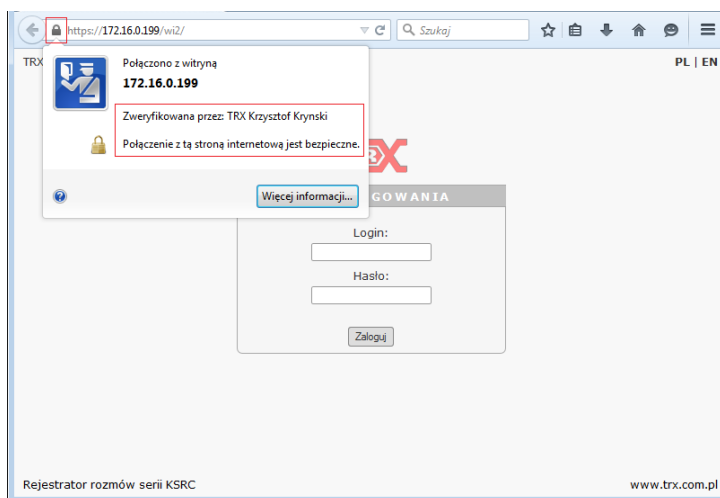 https://172.16.0.199/wi2/
Szukaj
TRX
PL | EN
Połączono z witryną
172.16.0.199
Zweryfikowana przez: TRX Krzysztof Krynski
Połączenie z tą stroną internetową jest bezpieczne.
Więcej informacji...
GOWANIA
Login:
Hasło:
Zaloguj
Rejestrator rozmów serii KSRC
www.trx.com.pl